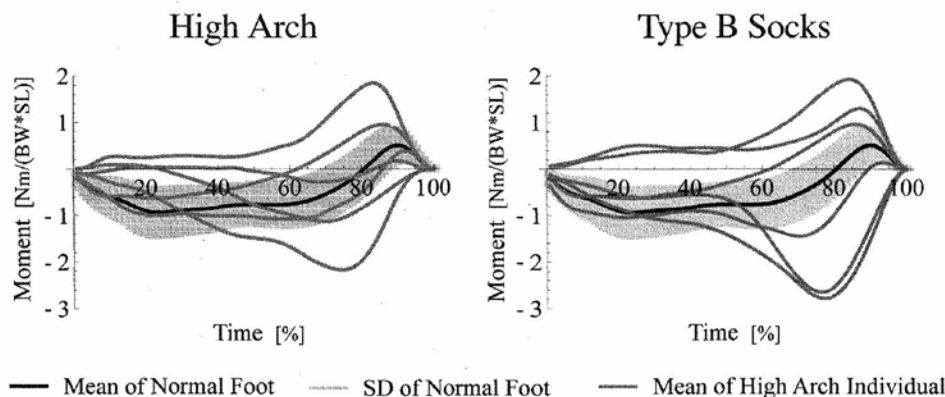 High Arch
Type B Socks
Moment [Nm/(BW*SL)]
2
1
- 1
- 2
- 3
20
40
60
80
100
Time [%]
Moment [Nm/(BW*SL)]
2
1
- 1
- 2
- 3
20
40
60
80
100
Time [%]
Mean of Normal Foot
SD of Normal Foot
Mean of High Arch Individual